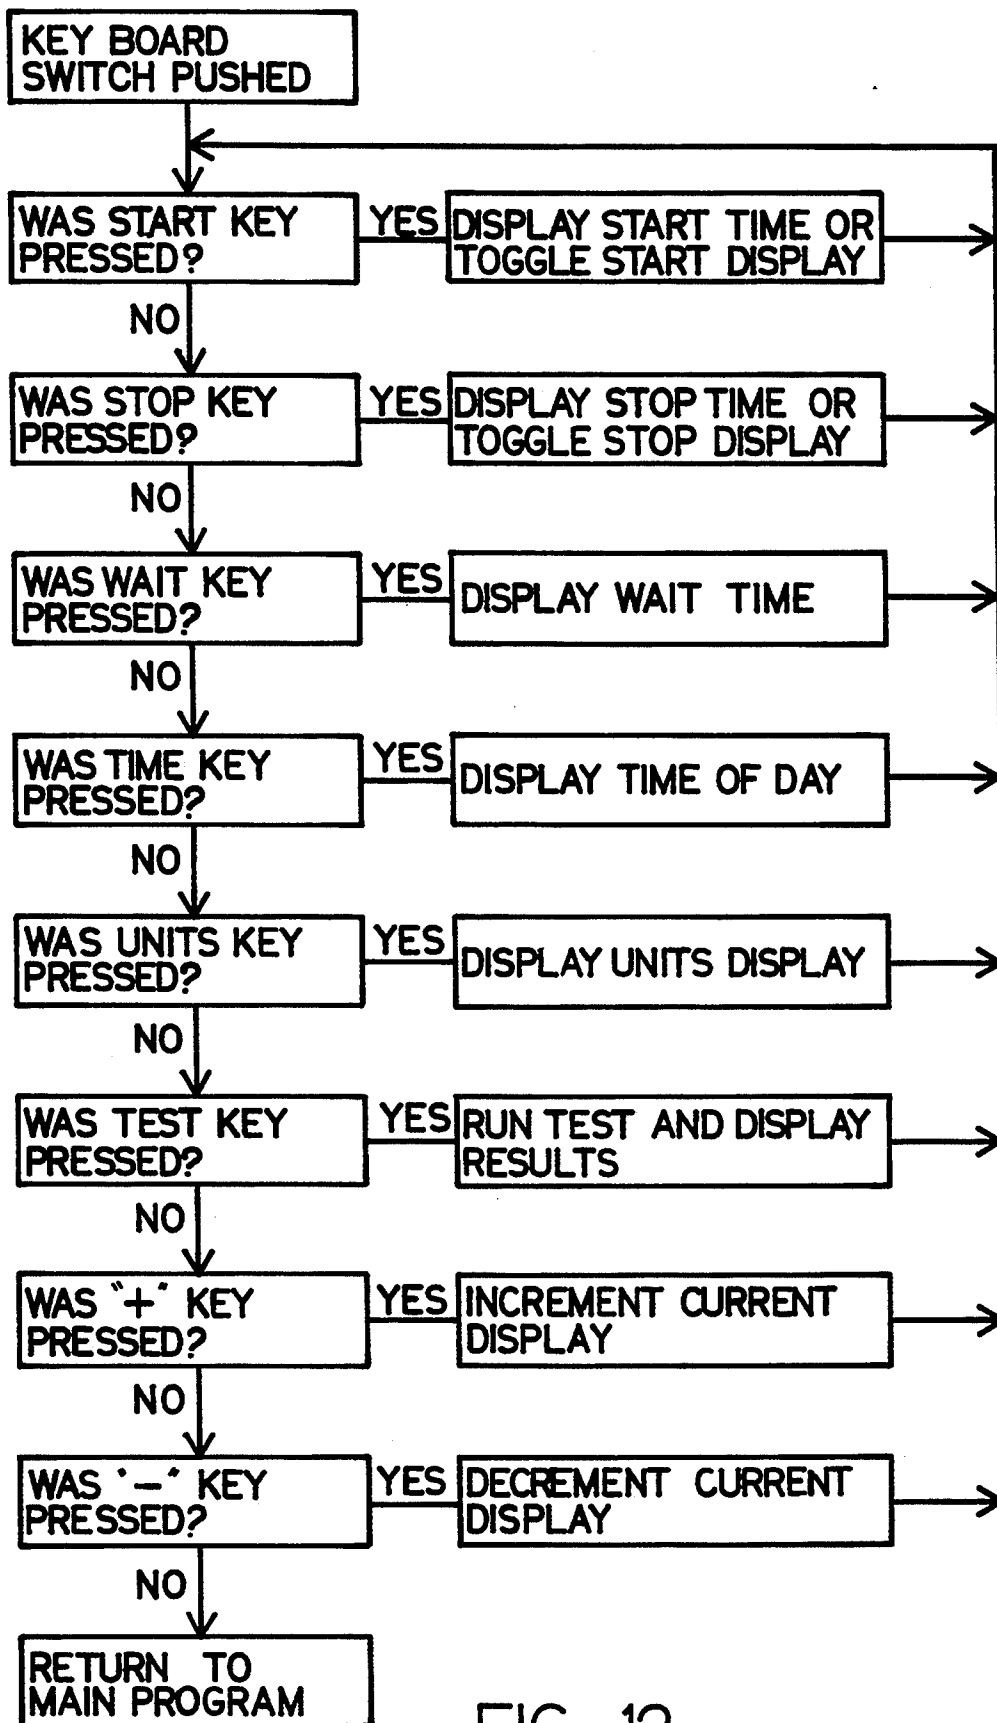 KEY BOARD
SWITCH PUSHED
WAS START KEY
PRESSED?
YES
DISPLAY START TIME OR
TOGGLE START DISPLAY
NO
WAS STOP KEY
PRESSED?
YES
DISPLAY STOP TIME OR
TOGGLE STOP DISPLAY
NO
WAS WAIT KEY
PRESSED?
YES
DISPLAY WAIT TIME
NO
WAS TIME KEY
PRESSED?
YES
DISPLAY TIME OF DAY
NO
WAS UNITS KEY
PRESSED?
YES
DISPLAY UNITS DISPLAY
NO
WAS TEST KEY
PRESSED?
YES
RUN TEST AND DISPLAY
RESULTS
NO
WAS "+" KEY
PRESSED?
YES
INCREMENT CURRENT
DISPLAY
NO
WAS "-" KEY
PRESSED?
YES
DECREMENT CURRENT
DISPLAY
NO
RETURN TO
MAIN PROGRAM
FIG. 12